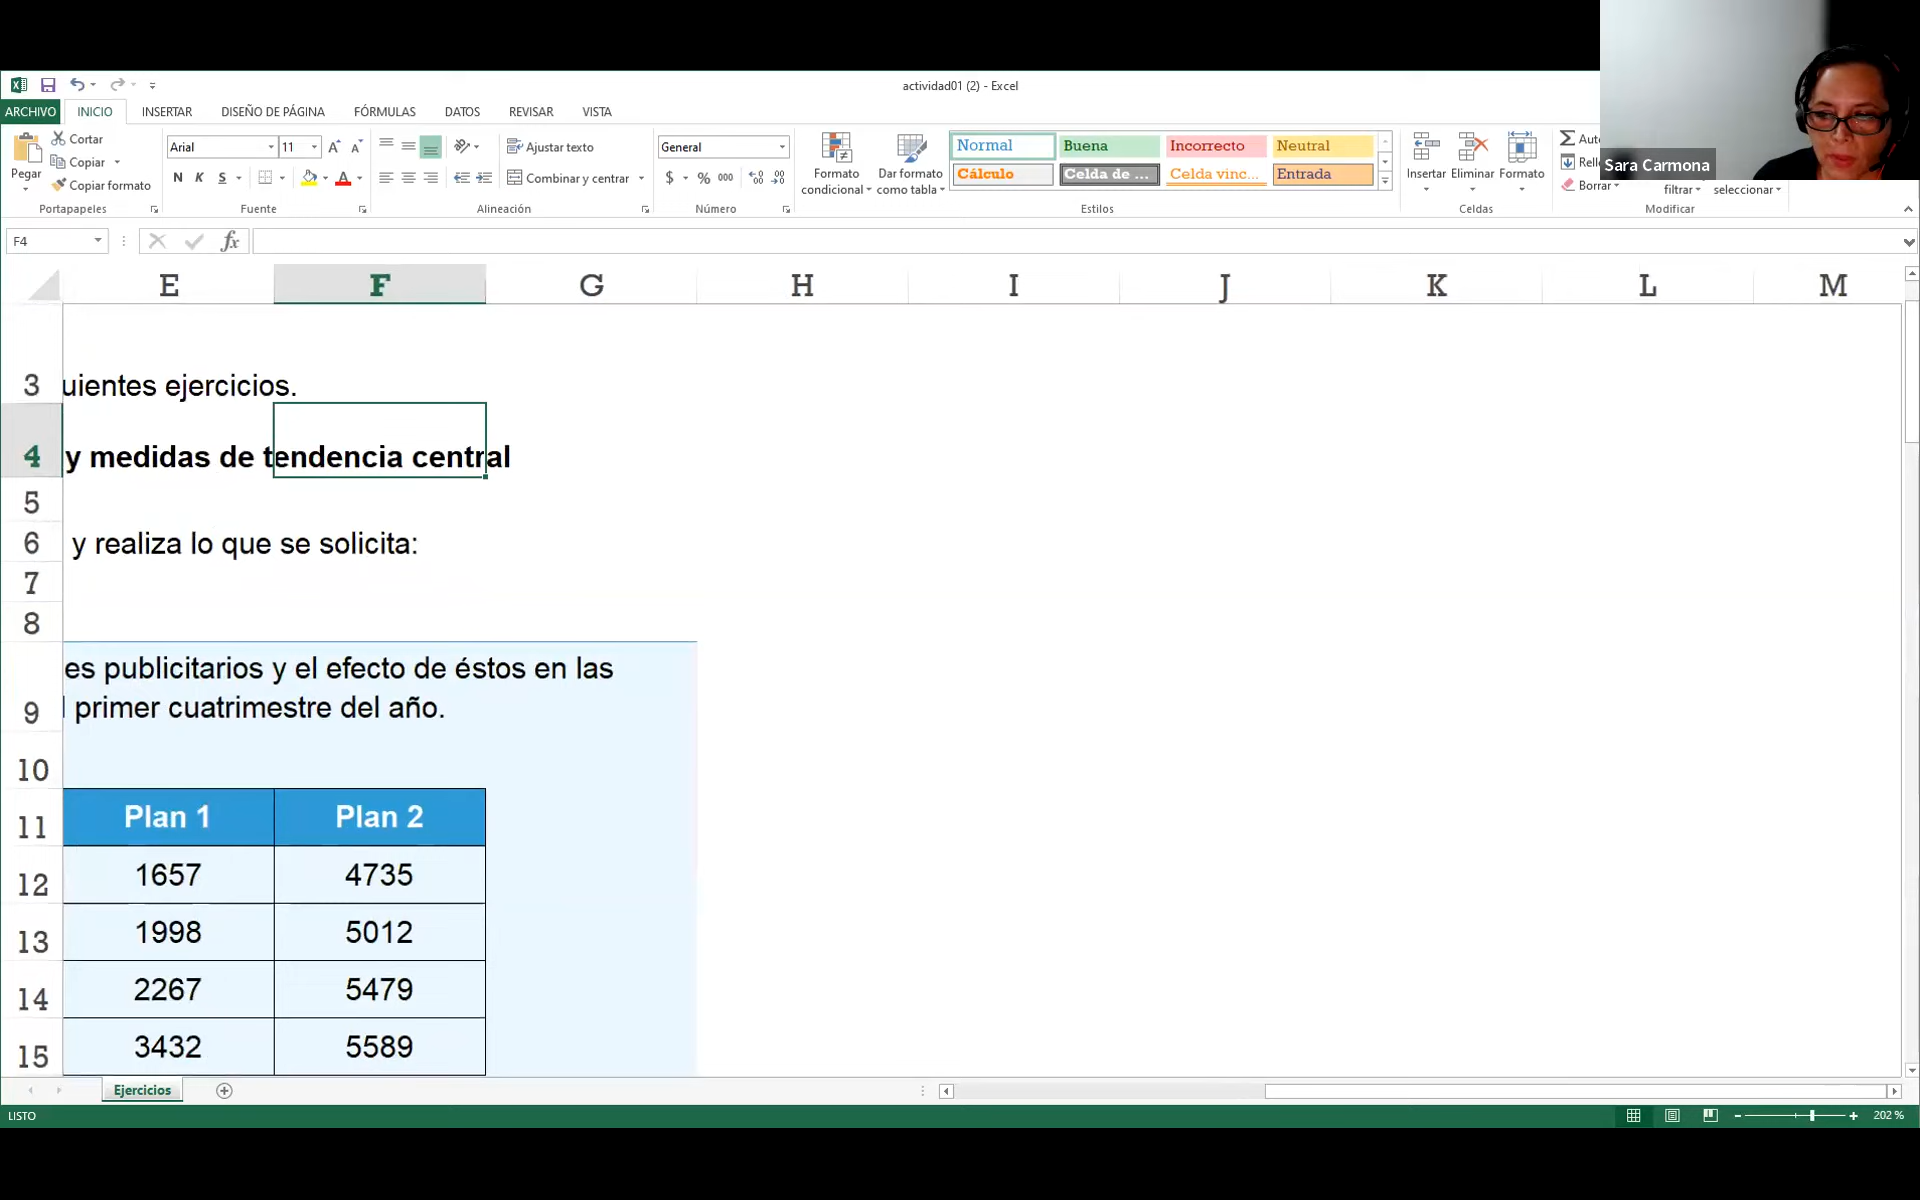 actividad01 (2) - Excel
ARCHIVO INICIO INSERTAR DISEÑO DE PÁGINA FÓRMULAS DATOS REVISAR VISTA
Cortar
Copiar
Copiar formato
Pegar
Portapapeles
Arial 11
N K S
Fuente
Ajustar texto
Combinar y centrar
Alineación
General
$ % 000
Número
Formato condicional
Dar formato como tabla
Normal Buena Incorrecto Neutral
Cálculo Celda de ... Celda vinc... Entrada
Estilos
Insertar Eliminar Formato
Celdas
Borrar
filtrar
seleccionar
Modificar
Sara Carmona
F4
fx
E F G H I J K L M
3 uientes ejercicios.
4 y medidas de tendencia central
5
6 y realiza lo que se solicita:
7
8
es publicitarios y el efecto de éstos en las
9 primer cuatrimestre del año.
10
11 Plan 1 Plan 2
12 1657 4735
13 1998 5012
14 2267 5479
15 3432 5589
Ejercicios
LISTO
202 %